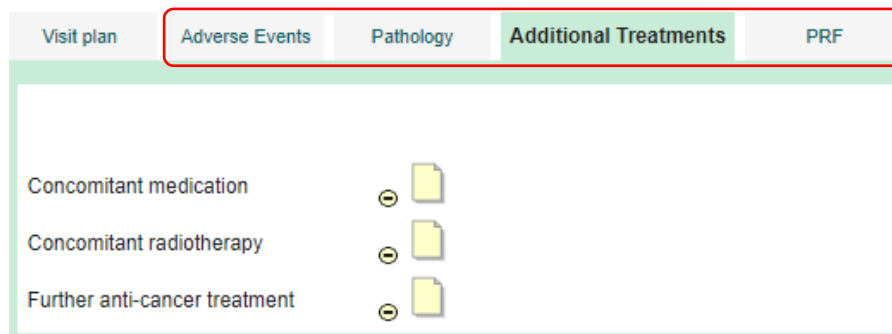 Visit plan Adverse Events Pathology Additional Treatments PRF
Concomitant medication
Concomitant radiotherapy
Further anti-cancer treatment